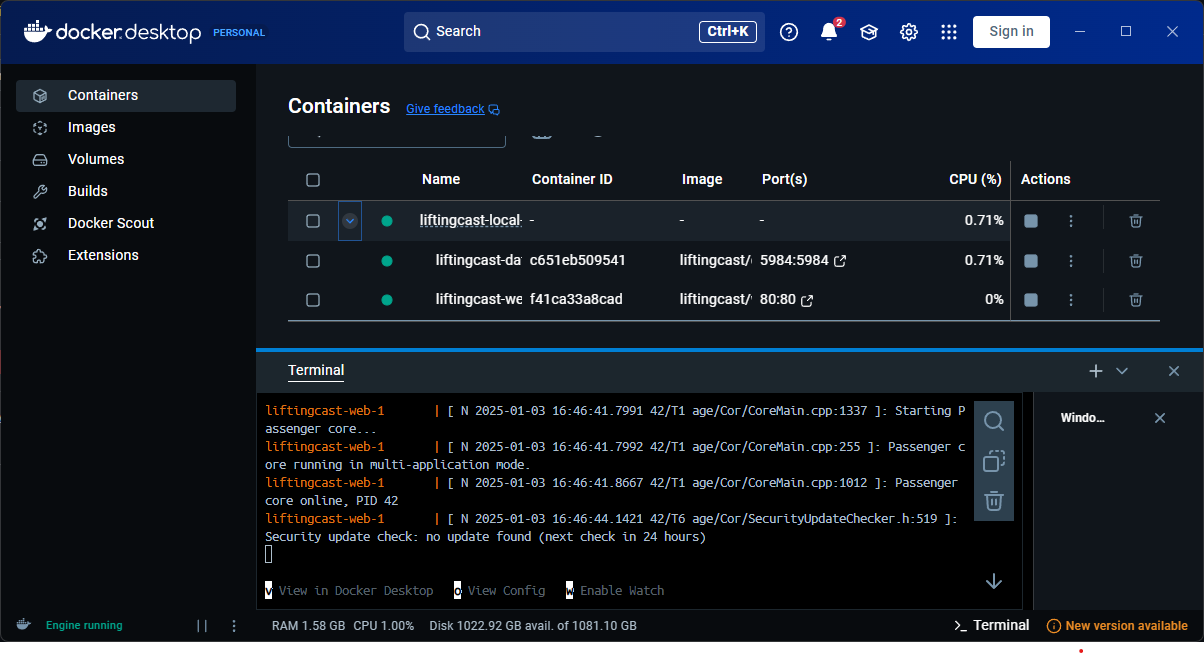 docker desktop PERSONAL Search Ctrl+K 2 Sign in
Containers
Images
Volumes
Builds
Docker Scout
Extensions
Containers Give feedback
Name Container ID Image Port(s) CPU (%) Actions
liftingcast-local- - - - 0.71%
liftingcast-da c651eb509541 liftingcast/ 5984:5984 0.71%
liftingcast-we f41ca33a8cad liftingcast/ 80:80 0%
Terminal
liftingcast-web-1 | [ N 2025-01-03 16:46:41.7991 42/T1 age/Cor/CoreMain.cpp:1337 ]: Starting P
assenger core...
liftingcast-web-1 | [ N 2025-01-03 16:46:41.7992 42/T1 age/Cor/CoreMain.cpp:255 ]: Passenger c
ore running in multi-application mode.
liftingcast-web-1 | [ N 2025-01-03 16:46:41.8667 42/T1 age/Cor/CoreMain.cpp:1012 ]: Passenger
core online, PID 42
liftingcast-web-1 | [ N 2025-01-03 16:46:44.1421 42/T6 age/Cor/SecurityUpdateChecker.h:519 ]:
Security update check: no update found (next check in 24 hours)
v View in Docker Desktop o View Config w Enable Watch
Windo...
Engine running RAM 1.58 GB CPU 1.00% Disk 1022.92 GB avail. of 1081.10 GB >_ Terminal New version available